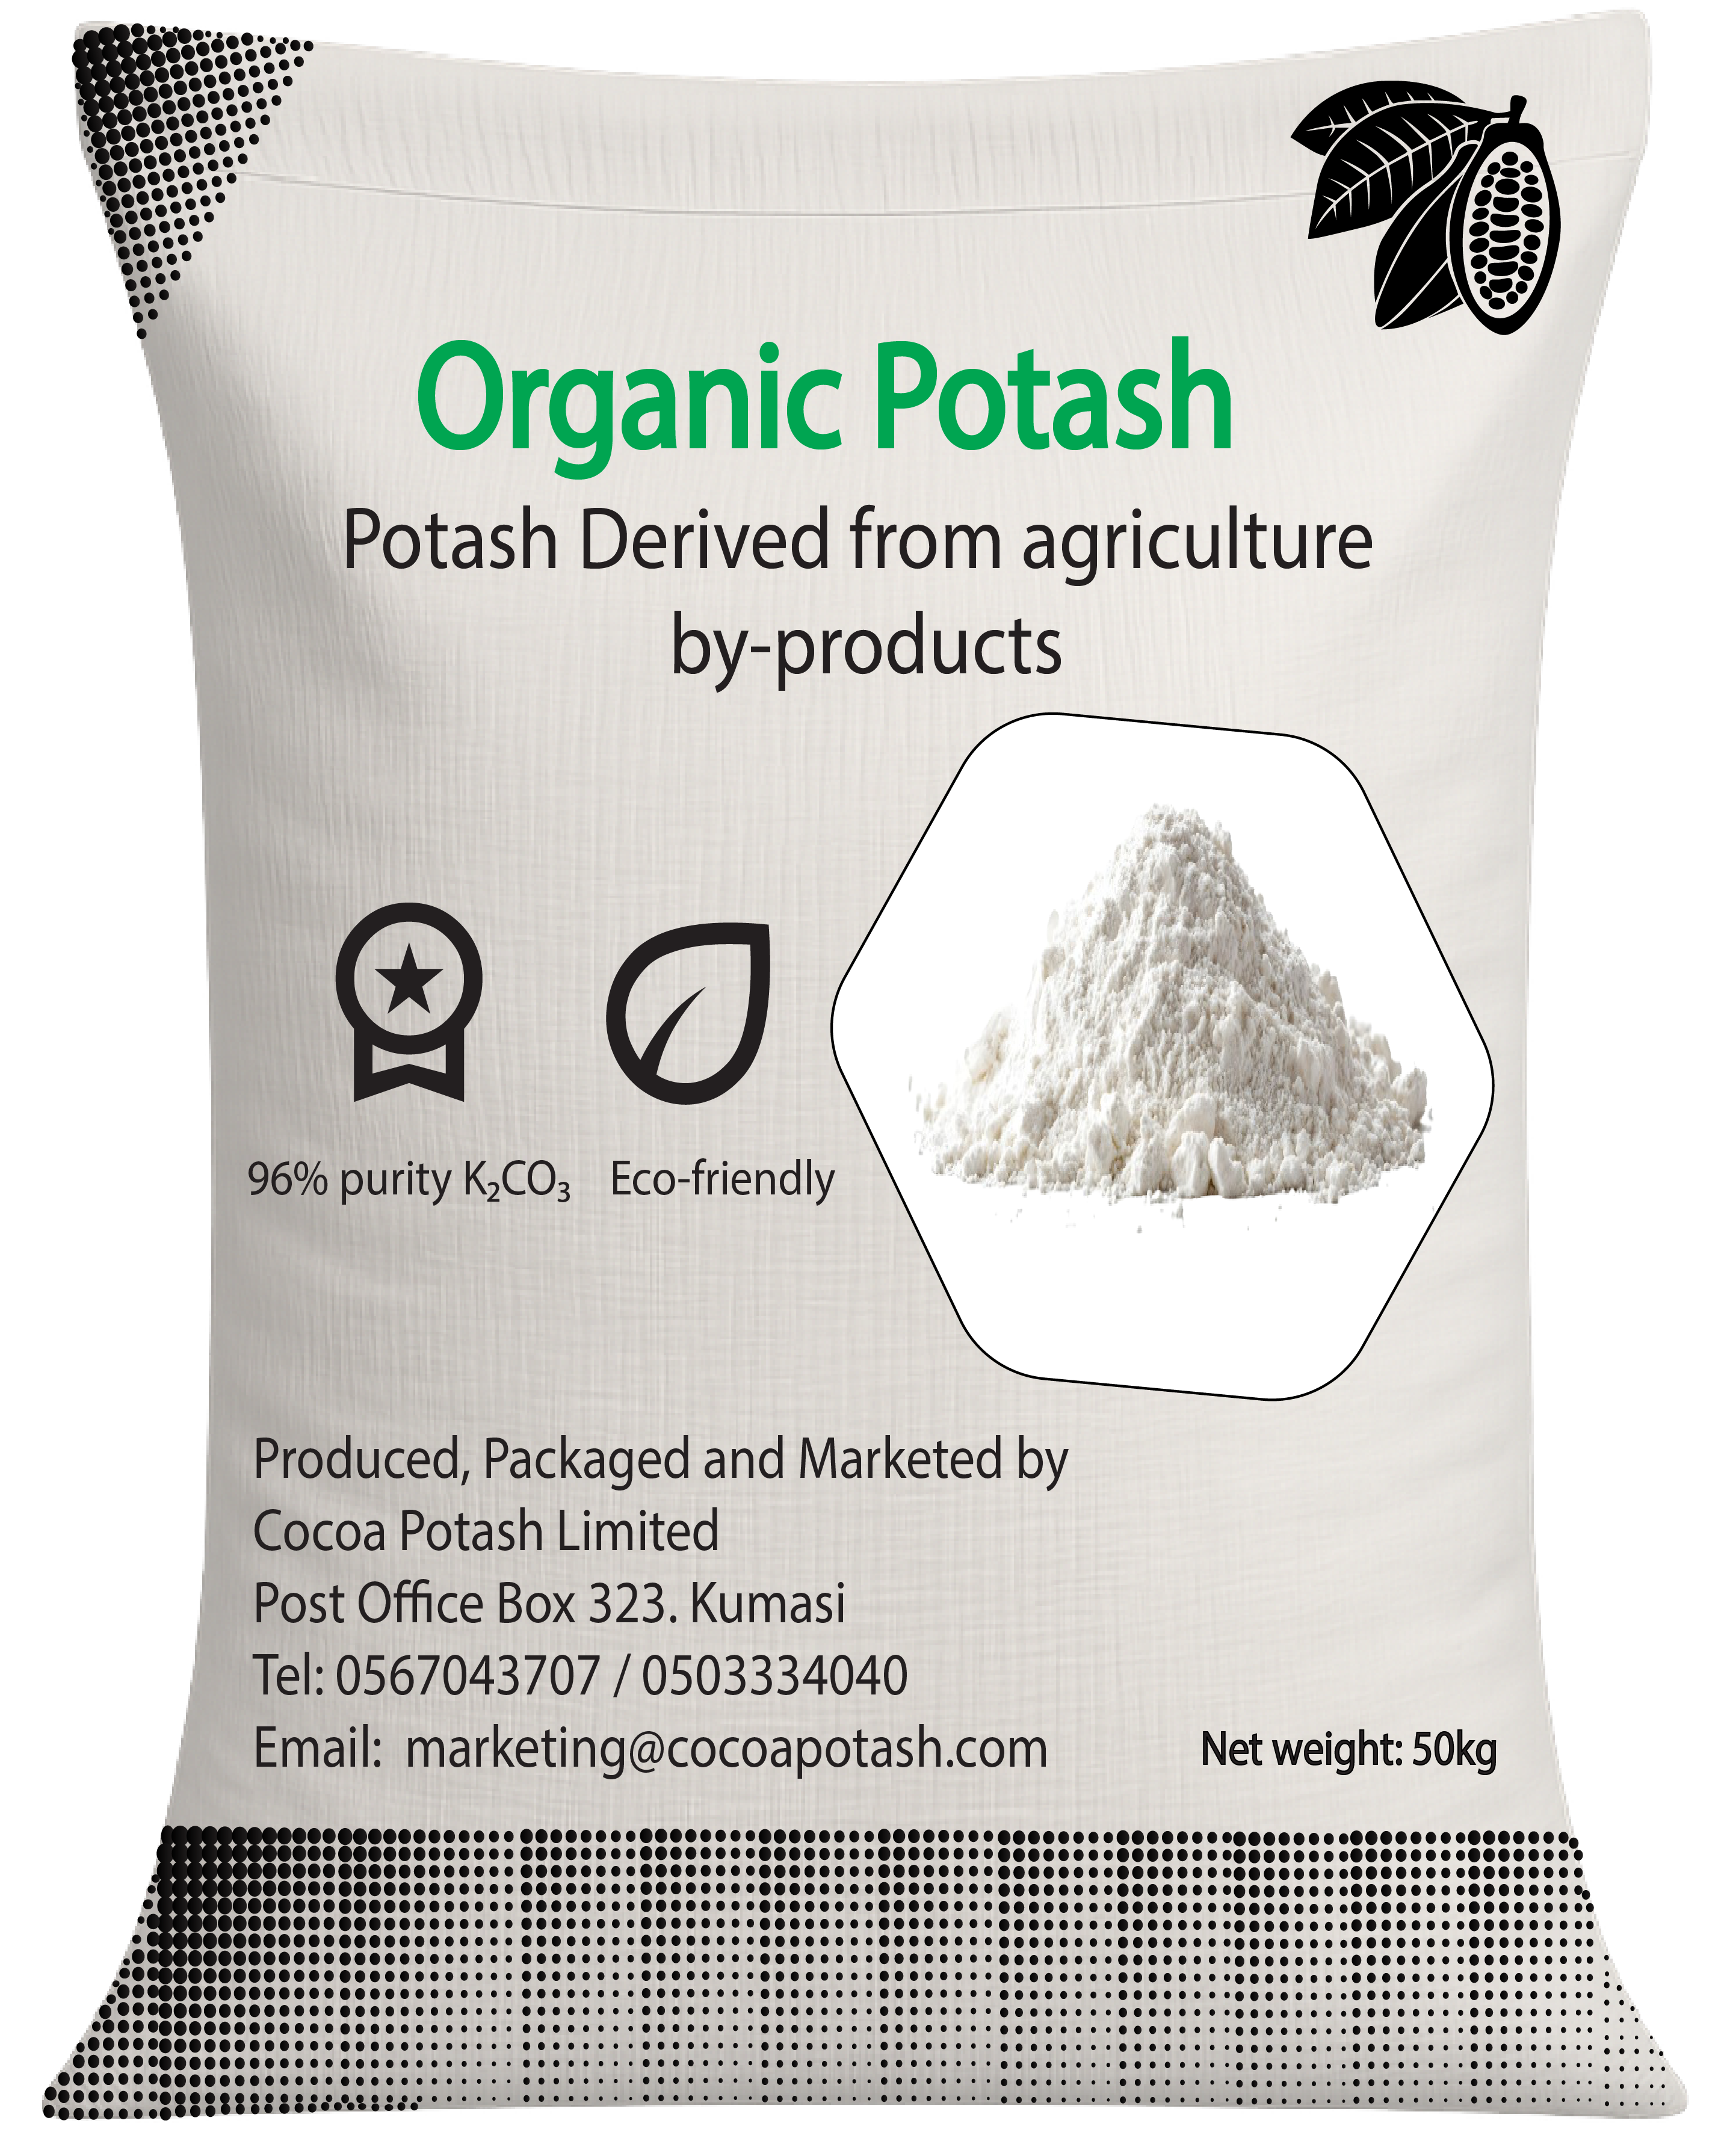 Organic Potash
Potash Derived from agriculture
by-products
96% purity K₂CO₃
Eco-friendly
Produced, Packaged and Marketed by
Cocoa Potash Limited
Post Office Box 323. Kumasi
Tel: 0567043707 / 0503334040
Email: marketing@cocoapotash.com
Net weight: 50kg